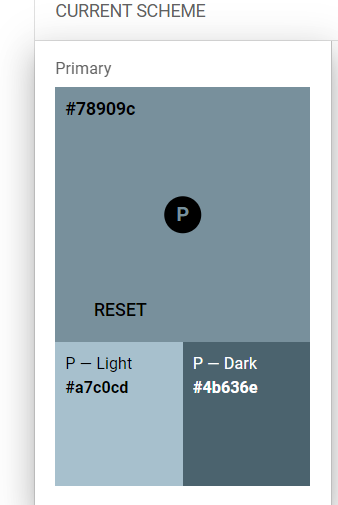 CURRENT SCHEME
Primary
#78909c
P
RESET
P — Light
#a7c0cd
P — Dark
#4b636e